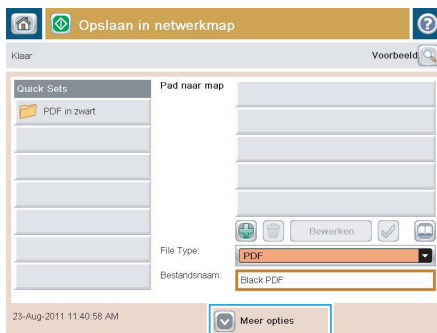 Opslaan in netwerkmap
Klaar
Voorbeeld
Quick Sets
Pad naar map
PDF in zwart
Bewerken
File Type:
PDF
Bestandsnaam:
Black PDF
23-Aug-2011 11:40:58 AM
Meer opties